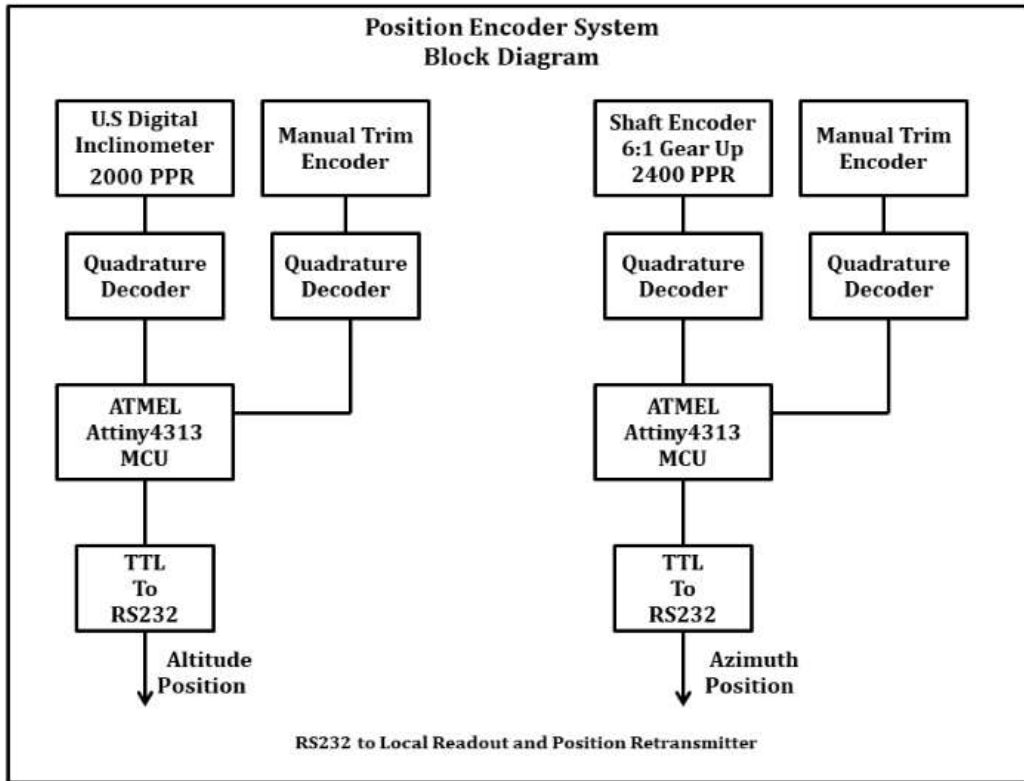 Position Encoder System
Block Diagram
U.S Digital
Inclinometer
2000 PPR
Manual Trim
Encoder
Shaft Encoder
6:1 Gear Up
2400 PPR
Manual Trim
Encoder
Quadrature
Decoder
Quadrature
Decoder
Quadrature
Decoder
Quadrature
Decoder
ATMEL
Attiny4313
MCU
ATMEL
Attiny4313
MCU
TTL
To
RS232
TTL
To
RS232
Altitude
Position
Azimuth
Position
RS232 to Local Readout and Position Retransmitter